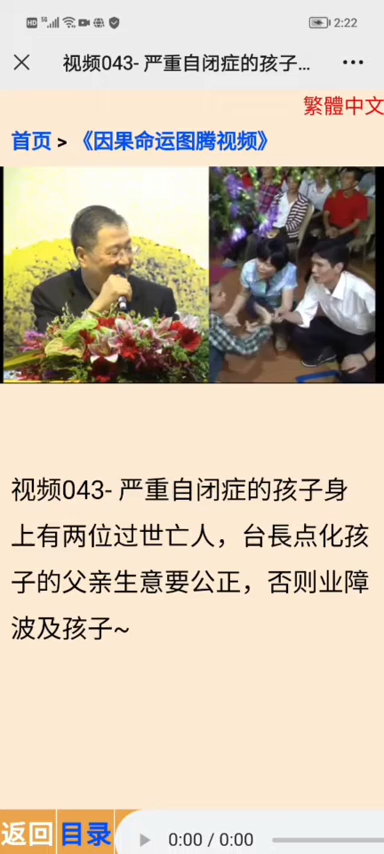 HD 5G 2:22
视频043- 严重自闭症的孩子...
繁體中文
首页 > 《因果命运图腾视频》
视频043- 严重自闭症的孩子身
上有两位过世亡人，台長点化孩
子的父亲生意要公正，否则业障
波及孩子~
返回 目录 0:00 / 0:00